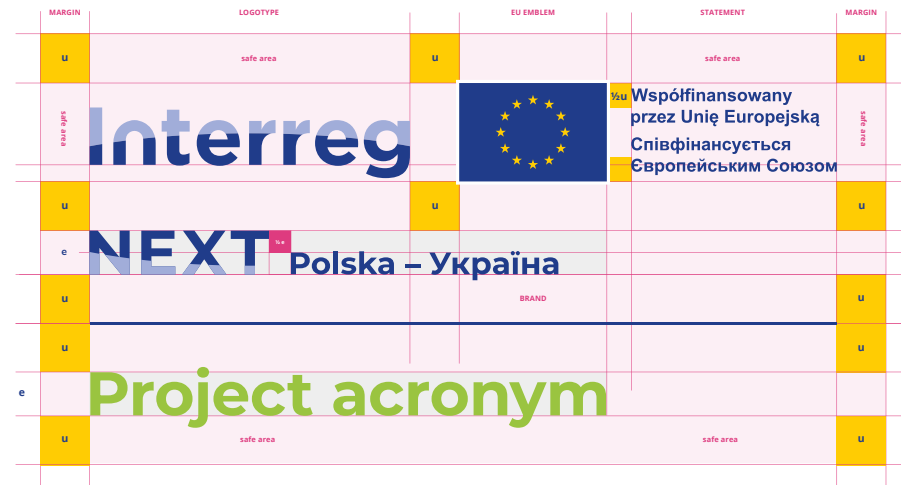 MARGIN LOGOTYPE EU EMBLEM STATEMENT MARGIN
u safe area u safe area u
safe area
Interreg
½u
Współfinansowany
przez Unię Europejską
Співфінансується
Європейським Союзом
safe area
u u u
e
NEXT
Polska – Україна
u BRAND u
u u
e
Project acronym
u safe area safe area u